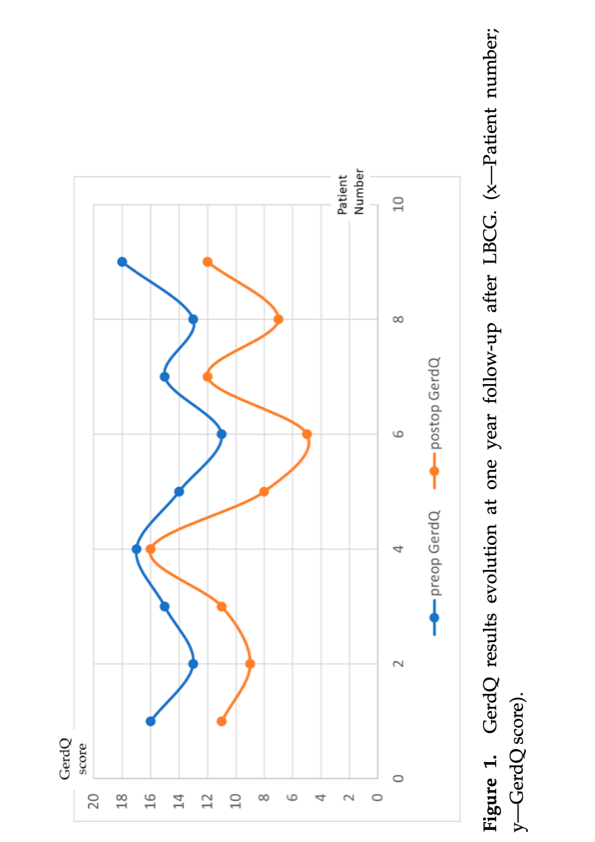 GerdQ
score
20
18
16
14
12
10
8
6
4
2
0
0
2
4
6
8
10
Patient
Number
preop GerdQ
postop GerdQ
Figure 1. GerdQ results evolution at one year follow-up after LBCG. (x—Patient number;
y—GerdQ score).